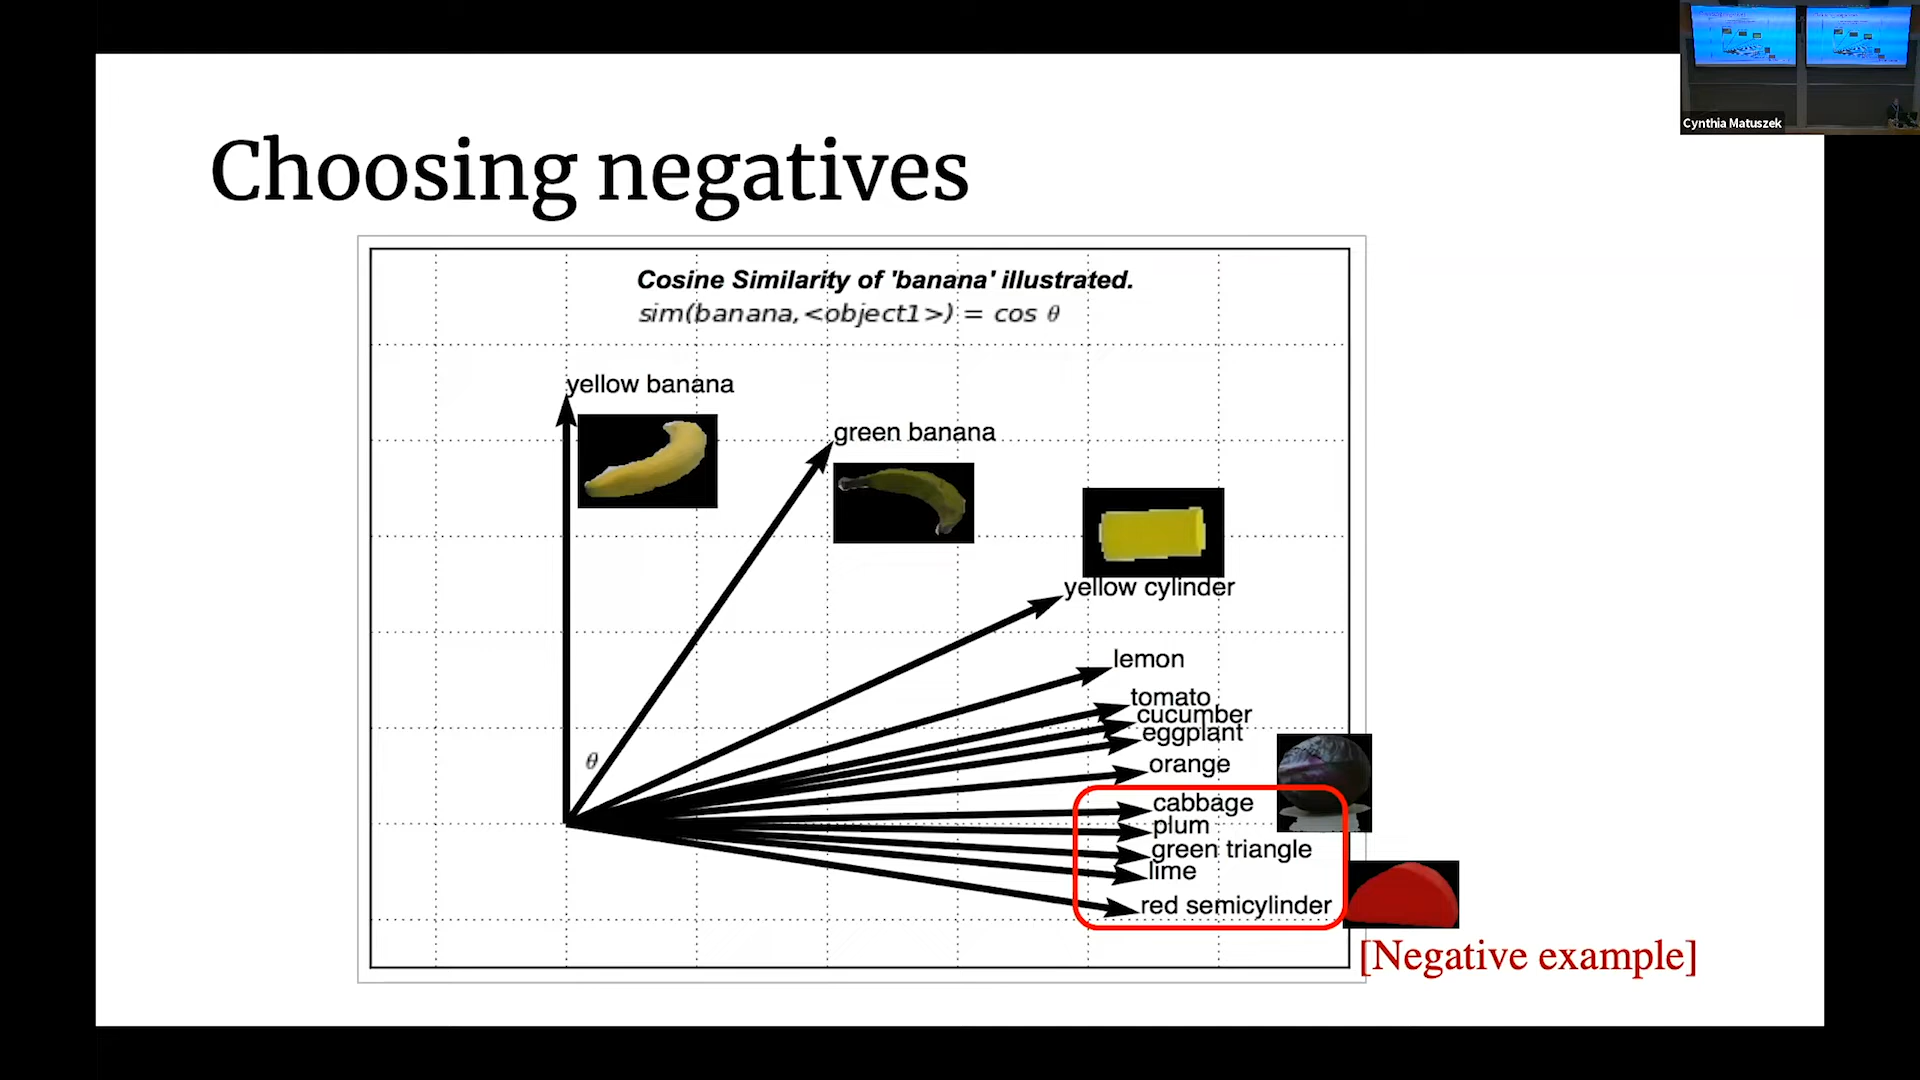 Cynthia Matuszek
Choosing negatives
Cosine Similarity of 'banana' illustrated.
sim(banana,<object1>) = cos θ
yellow banana
green banana
yellow cylinder
lemon
tomato
cucumber
eggplant
θ
orange
cabbage
plum
green triangle
lime
red semicylinder
[Negative example]